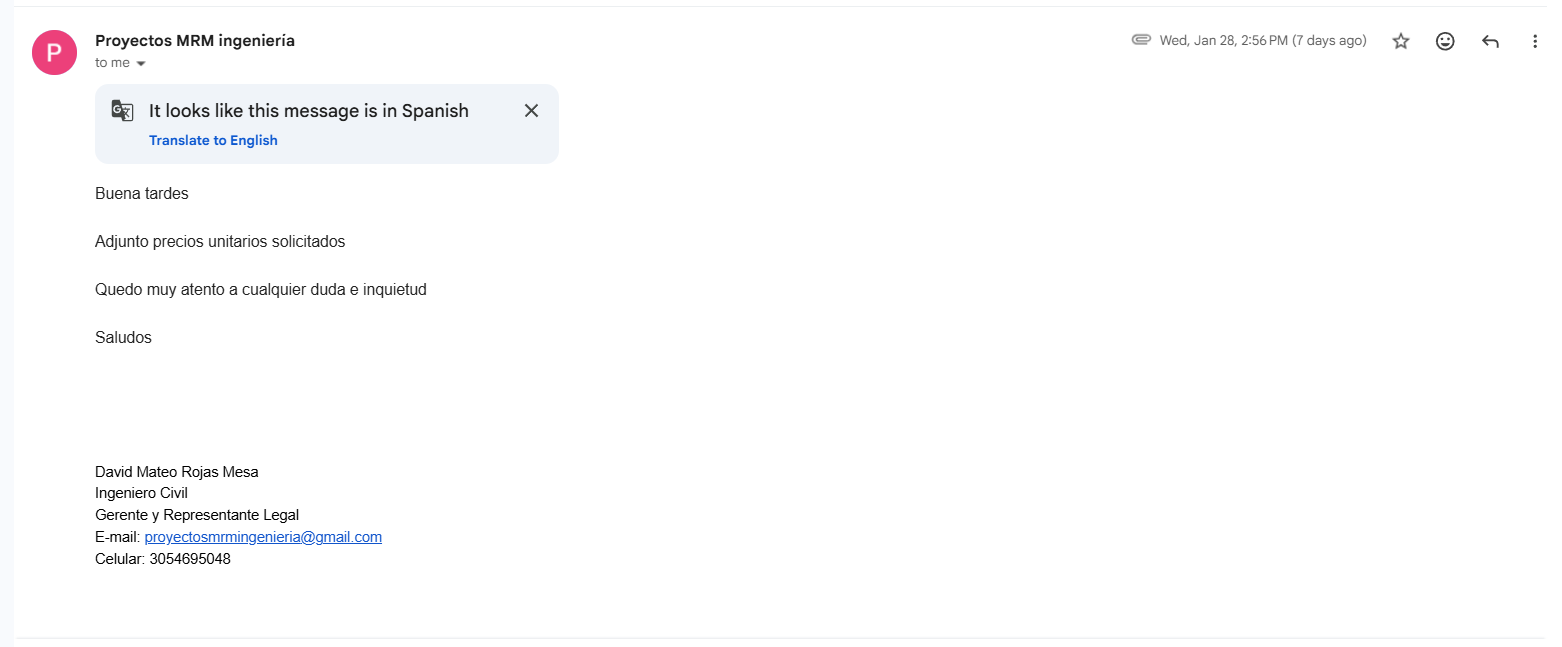 P
Proyectos MRM ingeniería
Wed, Jan 28, 2:56 PM (7 days ago)
to me
It looks like this message is in Spanish
Translate to English
Buena tardes
Adjunto precios unitarios solicitados
Quedo muy atento a cualquier duda e inquietud
Saludos
David Mateo Rojas Mesa
Ingeniero Civil
Gerente y Representante Legal
E-mail: proyectosmrmingenieria@gmail.com
Celular: 3054695048